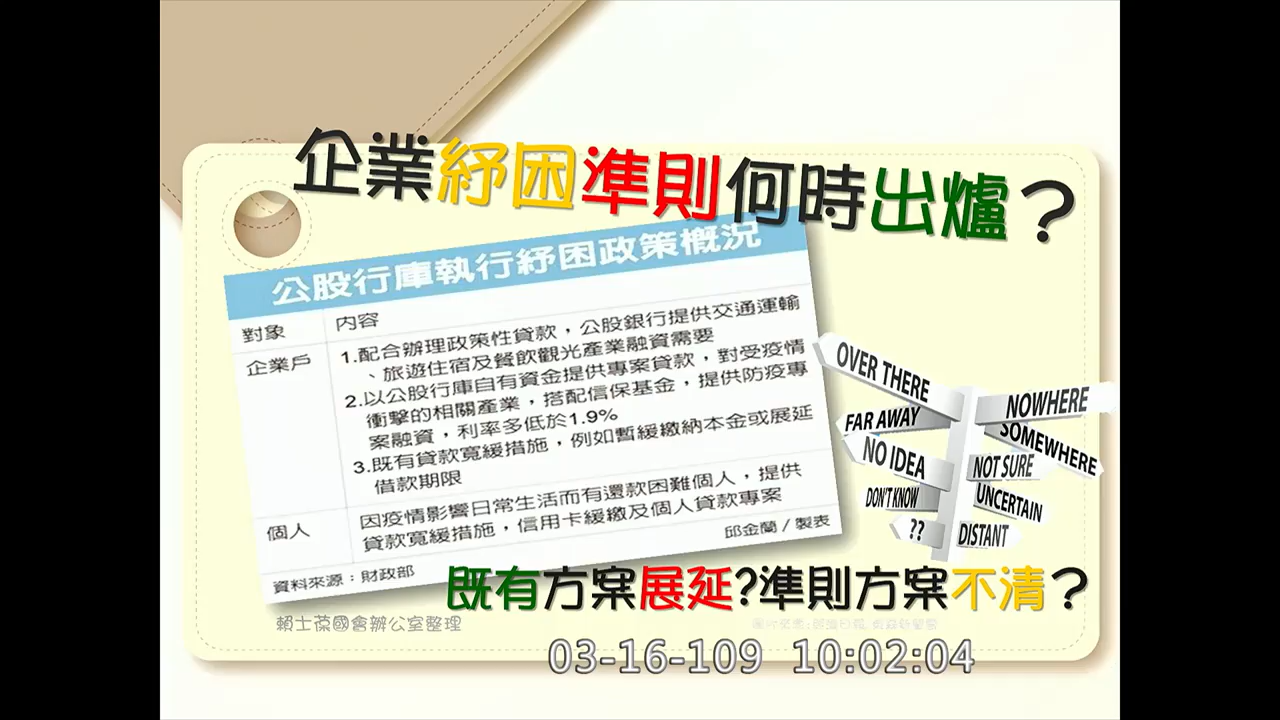 企業紓困準則何時出爐？
公股行庫執行紓困政策概況
對象
內容
企業戶
1.配合辦理政策性貸款，公股銀行提供交通運輸
、旅遊住宿及餐飲觀光產業融資需要
2.以公股行庫自有資金提供專案貸款，對受疫情
衝擊的相關產業，搭配信保基金，提供防疫專
案融資，利率多低於1.9%
3.既有貸款寬緩措施，例如暫緩繳納本金或展延
借款期限
個人
因疫情影響日常生活而有還款困難個人，提供
貸款寬緩措施，信用卡緩繳及個人貸款專案
資料來源：財政部
邱金蘭／製表
OVER THERE
NOWHERE
FAR AWAY
SOMEWHERE
NO IDEA
NOT SURE
DON'T KNOW
UNCERTAIN
??
DISTANT
既有方案展延?準則方案不清？
賴士葆國會辦公室整理
03-16-109 10:02:04